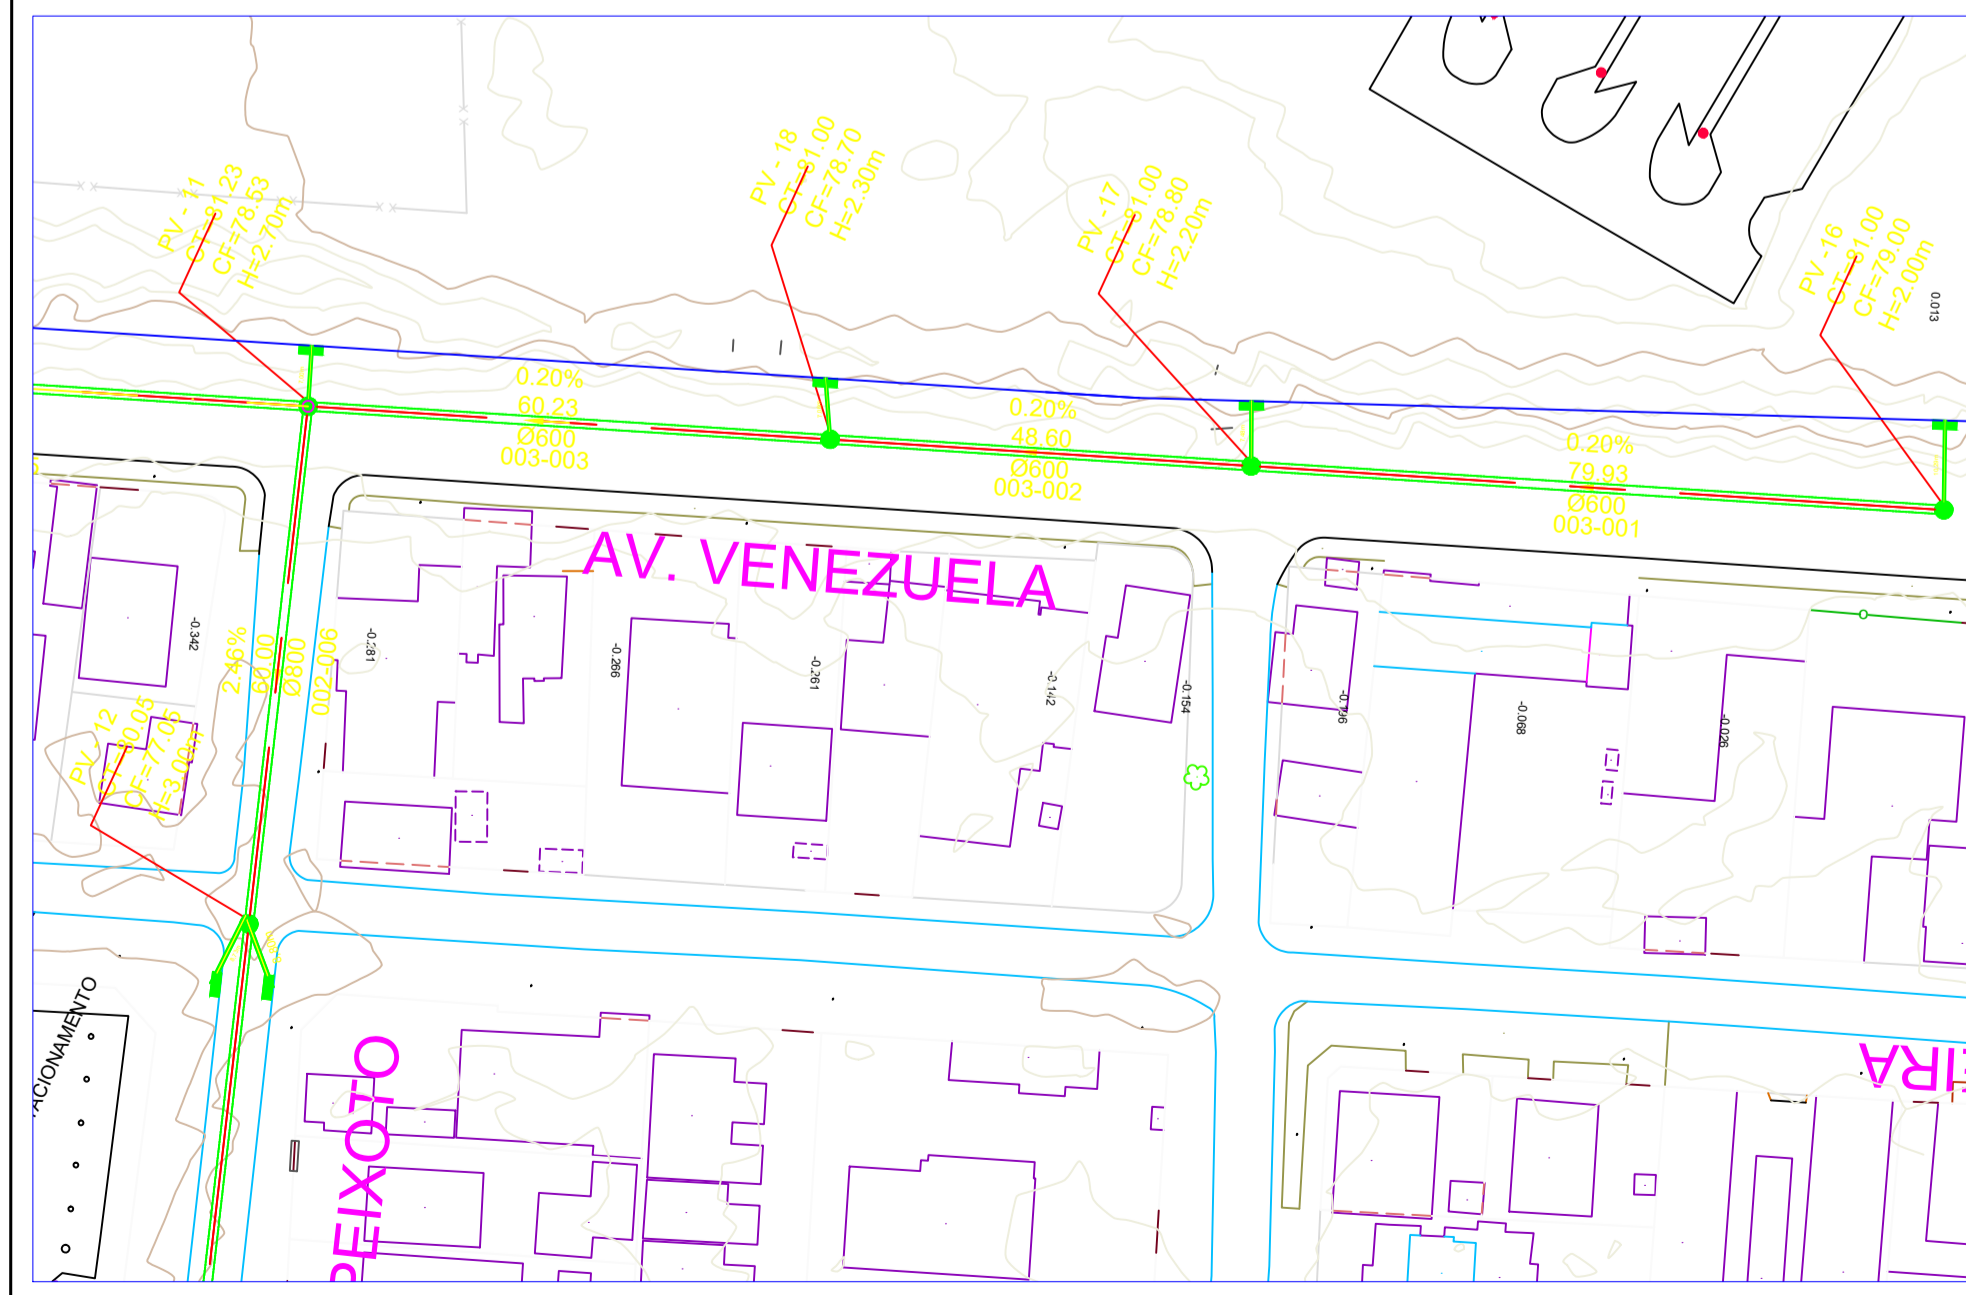 PV - 11
CT=81.23
CF=78.53
H=2.70m
PV - 18
CT=81.00
CF=78.70
H=2.30m
PV -17
CT=81.00
CF=78.80
H=2.20m
PV -16
CT=81.00
CF=79.00
H=2.00m
0.013
0.20%
60.23
Ø600
003-003
0.20%
48.60
Ø600
003-002
0.20%
79.93
Ø600
003-001
AV. VENEZUELA
-0.342
2.46%
60.00
Ø800
002-006
-0.281
-0.266
-0.261
-0.142
-0.154
-0.196
-0.068
-0.026
PV - 12
CT=80.05
CF=77.05
H=3.00m
ACIONAMENTO
PEIXOTO
EIRA